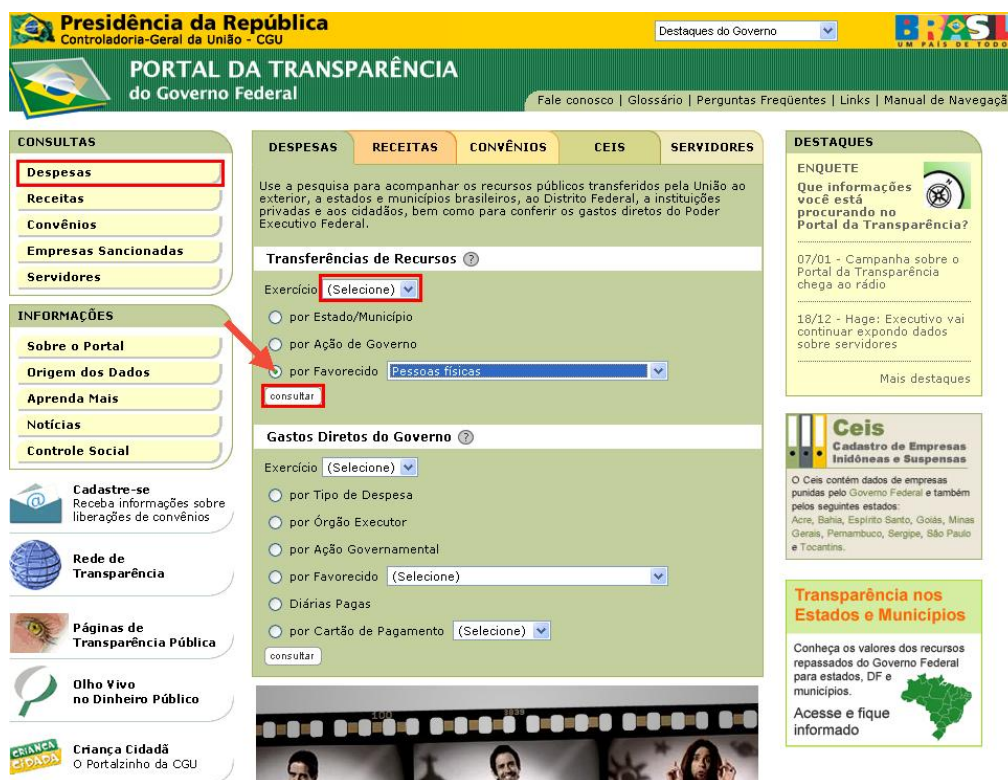 Presidência da República
Controladoria-Geral da União - CGU
Destaques do Governo
BRASIL
UM PAÍS DE TODO
PORTAL DA TRANSPARÊNCIA
do Governo Federal
Fale conosco | Glossário | Perguntas Freqüentes | Links | Manual de Navegaçã
CONSULTAS
Despesas
Receitas
Convênios
Empresas Sancionadas
Servidores
INFORMAÇÕES
Sobre o Portal
Origem dos Dados
Aprenda Mais
Notícias
Controle Social
Cadastre-se
Receba informações sobre
liberações de convênios
Rede de
Transparência
Páginas de
Transparência Pública
Olho Vivo
no Dinheiro Público
CRIANÇA
CIDADÃ
Criança Cidadã
O Portalzinho da CGU
DESPESAS RECEITAS CONVÊNIOS CEIS SERVIDORES
Use a pesquisa para acompanhar os recursos públicos transferidos pela União ao
exterior, a estados e municípios brasileiros, ao Distrito Federal, a instituições
privadas e aos cidadãos, bem como para conferir os gastos diretos do Poder
Executivo Federal.
Transferências de Recursos ?
Exercício (Selecione)
por Estado/Município
por Ação de Governo
por Favorecido Pessoas físicas
consultar
Gastos Diretos do Governo ?
Exercício (Selecione)
por Tipo de Despesa
por Órgão Executor
por Ação Governamental
por Favorecido (Selecione)
Diárias Pagas
por Cartão de Pagamento (Selecione)
consultar
DESTAQUES
ENQUETE
Que informações
você está
procurando no
Portal da Transparência?
07/01 - Campanha sobre o
Portal da Transparência
chega ao rádio
18/12 - Hage: Executivo vai
continuar expondo dados
sobre servidores
Mais destaques
Ceis
Cadastro de Empresas
Inidôneas e Suspensas
O Ceis contém dados de empresas
punidas pelo Governo Federal e também
pelos seguintes estados:
Acre, Bahia, Espírito Santo, Goiás, Minas
Gerais, Pernambuco, Sergipe, São Paulo
e Tocantins.
Transparência nos
Estados e Municípios
Conheça os valores dos recursos
repassados do Governo Federal
para estados, DF e
municípios.
Acesse e fique
informado